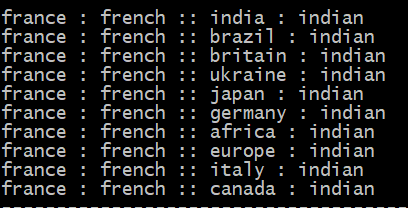 france : french :: india : indian
france : french :: brazil : indian
france : french :: britain : indian
france : french :: ukraine : indian
france : french :: japan : indian
france : french :: germany : indian
france : french :: africa : indian
france : french :: europe : indian
france : french :: italy : indian
france : french :: canada : indian